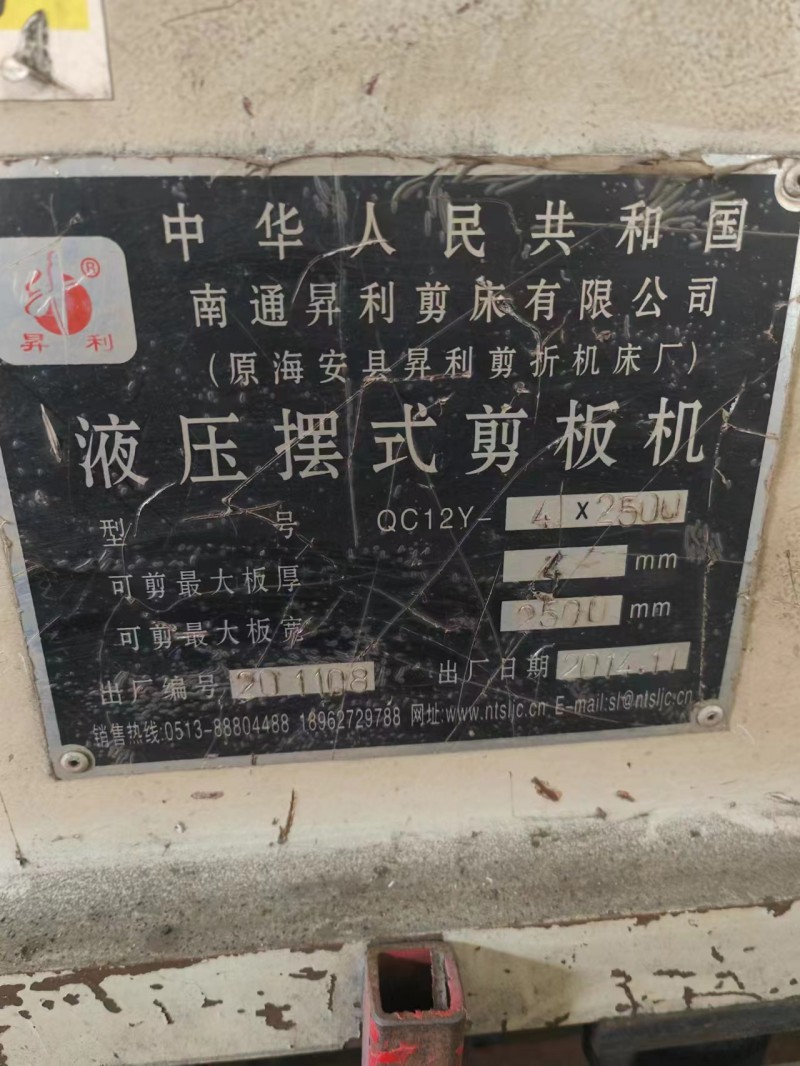 中华人民共和国
®
昇利
南通昇利剪床有限公司
(原海安县昇利剪折机床厂)
液压摆式剪板机
型号 QC12Y-4x2500
可剪最大板厚 4 mm
可剪最大板宽 2500 mm
出厂编号 201108 出厂日期 2014.11
销售热线:0513-88804488 18962729788 网址:www.ntsljc.cn E-mail:sl@ntsljc.cn